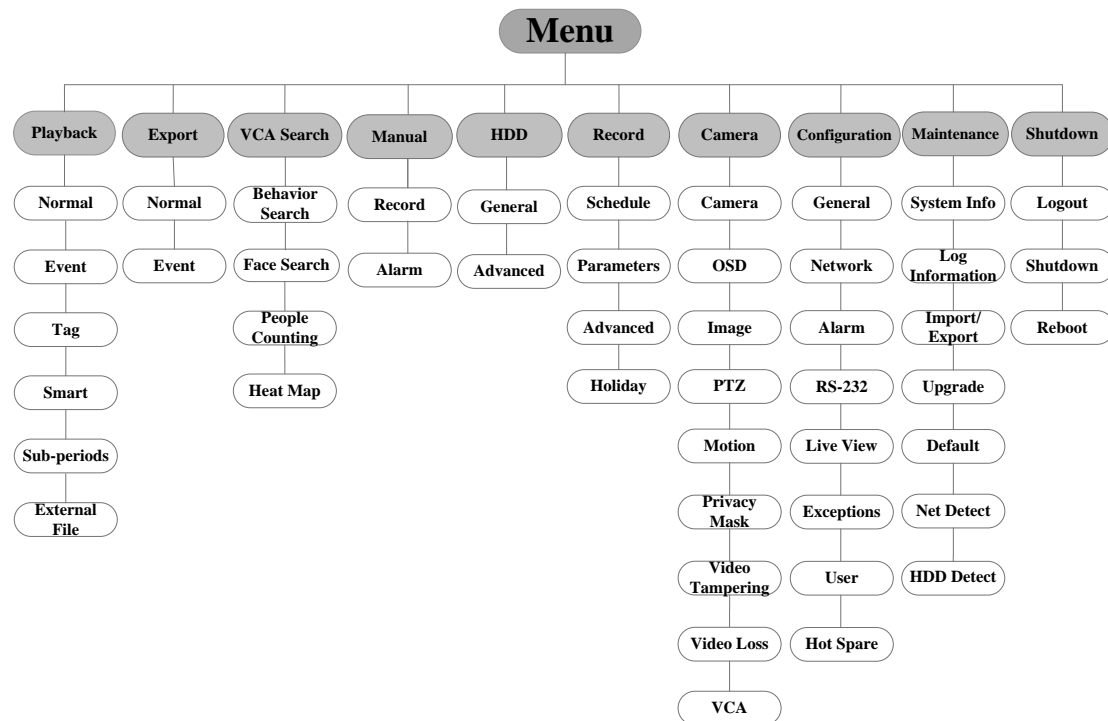 Menu
Playback
Export
VCA Search
Manual
HDD
Record
Camera
Configuration
Maintenance
Shutdown
Normal
Event
Tag
Smart
Sub-periods
External
File
Normal
Event
Behavior
Search
Face Search
People
Counting
Heat Map
Record
Alarm
General
Advanced
Schedule
Parameters
Advanced
Holiday
Camera
OSD
Image
PTZ
Motion
Privacy
Mask
Video
Tampering
Video Loss
VCA
General
Network
Alarm
RS-232
Live View
Exceptions
User
Hot Spare
System Info
Log
Information
Import/
Export
Upgrade
Default
Net Detect
HDD Detect
Logout
Shutdown
Reboot